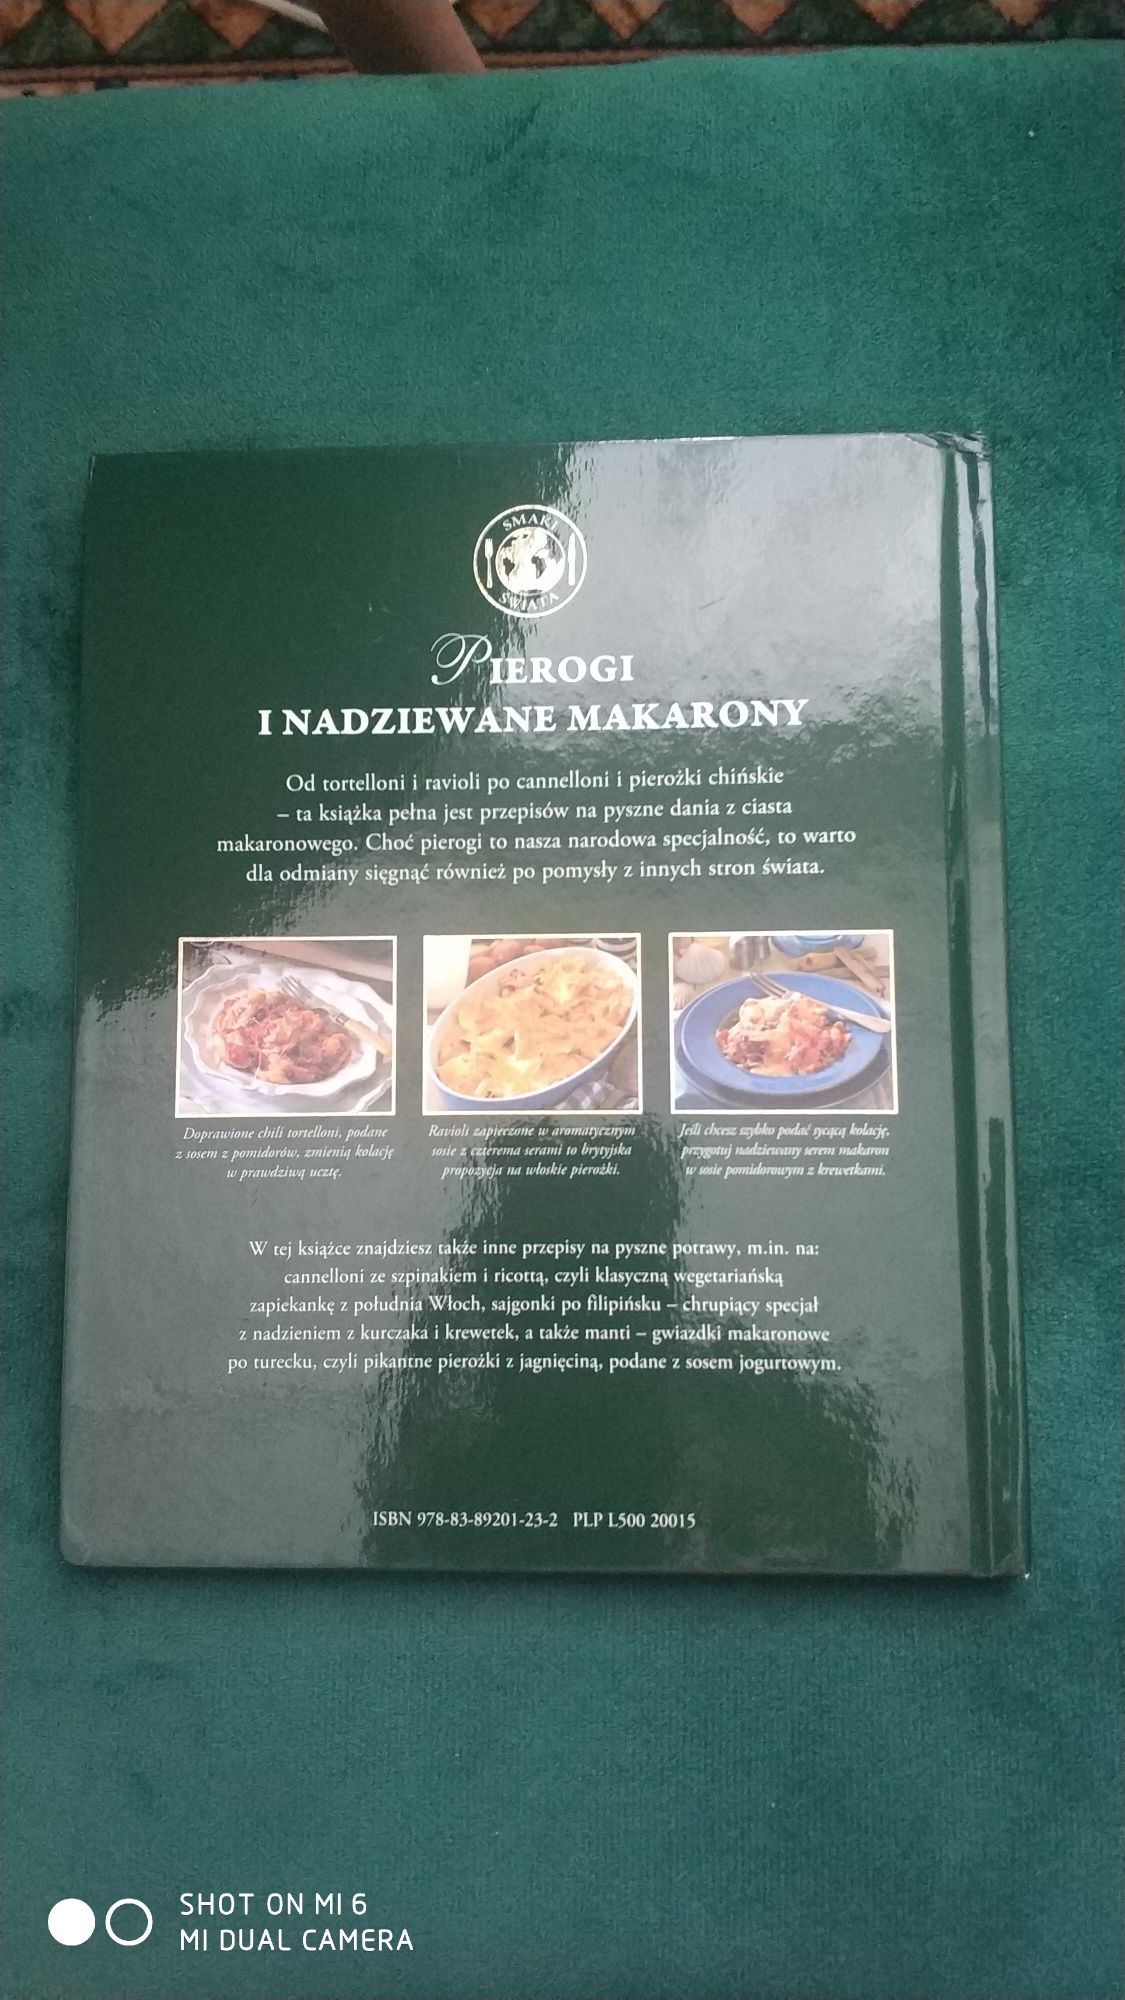 SMAKI
ŚWIATA
PIEROGI
I NADZIEWANE MAKARONY
Od tortelloni i ravioli po cannelloni i pierożki chińskie
– ta książka pełna jest przepisów na pyszne dania z ciasta
makaronowego. Choć pierogi to nasza narodowa specjalność, to warto
dla odmiany sięgnąć również po pomysły z innych stron świata.
Doprawione chili tortelloni, podane
z sosem z pomidorów, zmienią kolację
w prawdziwą ucztę.
Ravioli zapieczone w aromatycznym
sosie z czterema serami to brytyjska
propozycja na włoskie pierożki.
Jeśli chcesz szybko podać sycącą kolację,
przygotuj nadziewany serem makaron
w sosie pomidorowym z krewetkami.
W tej książce znajdziesz także inne przepisy na pyszne potrawy, m.in. na:
cannelloni ze szpinakiem i ricottą, czyli klasyczną wegetariańską
zapiekankę z południa Włoch, sajgonki po filipińsku – chrupiący specjał
z nadzieniem z kurczaka i krewetek, a także manti – gwiazdki makaronowe
po turecku, czyli pikantne pierożki z jagnięciną, podane z sosem jogurtowym.
ISBN 978-83-89201-23-2 PLP L500 20015
SHOT ON MI 6
MI DUAL CAMERA